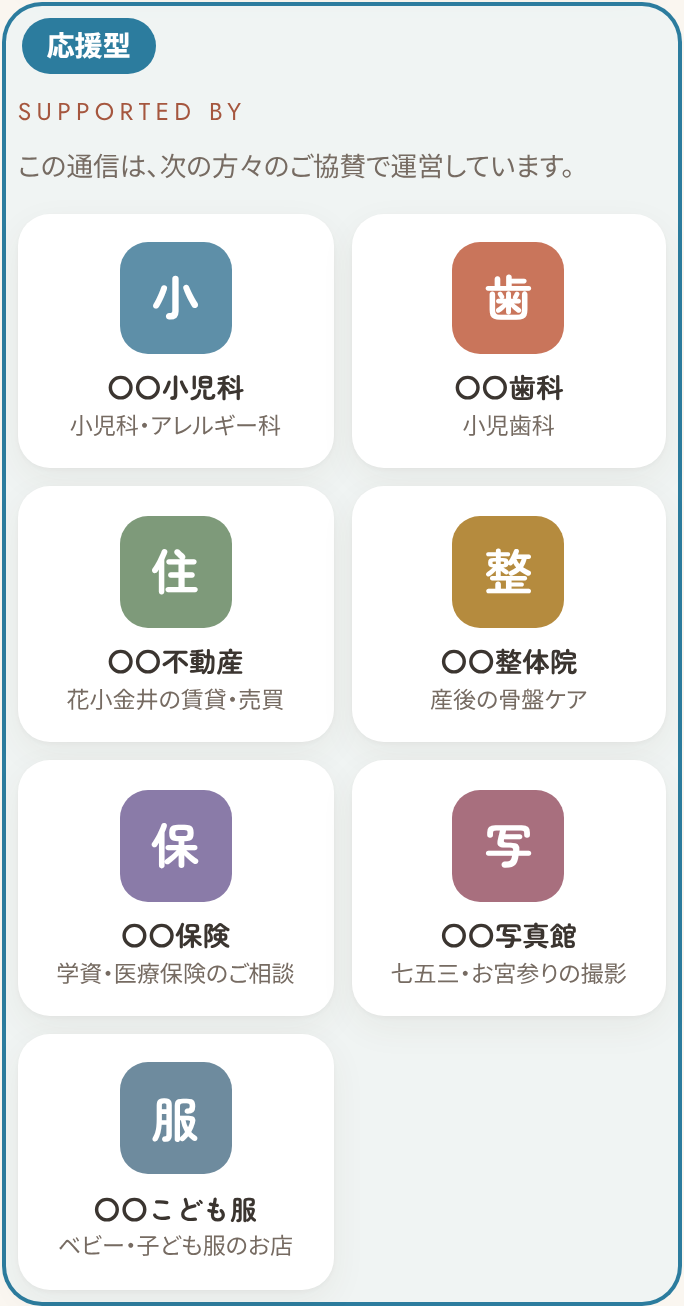 応援型
SUPPORTED BY
この通信は、次の方々のご協賛で運営しています。
小
〇〇小児科
小児科・アレルギー科
歯
〇〇歯科
小児歯科
住
〇〇不動産
花小金井の賃貸・売買
整
〇〇整体院
産後の骨盤ケア
保
〇〇保険
学資・医療保険のご相談
写
〇〇写真館
七五三・お宮参りの撮影
服
〇〇こども服
ベビー・子ども服のお店